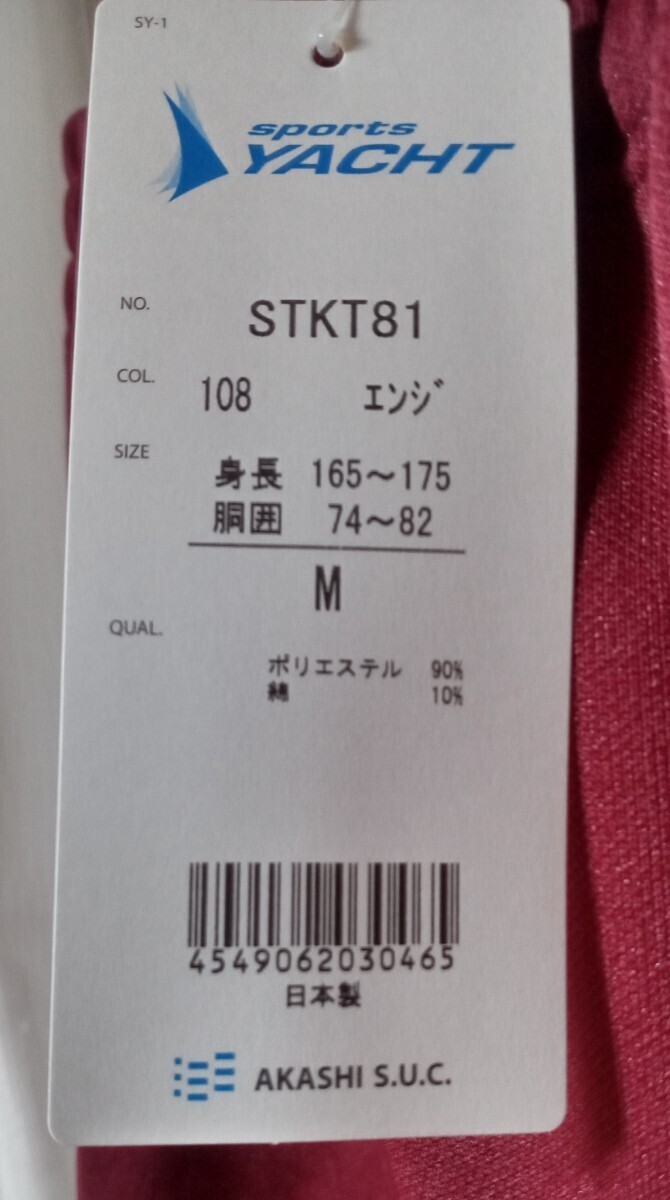 SY-1
sports
YACHT
NO. STKT81
COL. 108 ｴﾝｼﾞ
SIZE 身長 165～175
胴囲 74～82
M
QUAL.
ポリエステル 90%
綿 10%
4549062030465
日本製
AKASHI S.U.C.